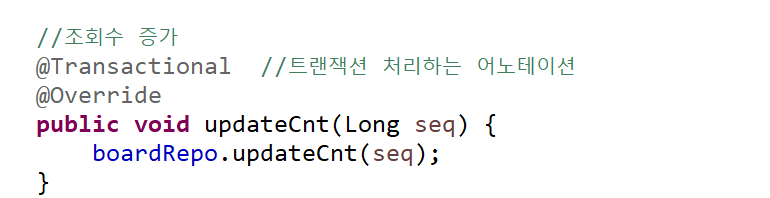 //조회수 증가
@Transactional  //트랜잭션 처리하는 어노테이션
@Override
public void updateCnt(Long seq) {
    boardRepo.updateCnt(seq);
}